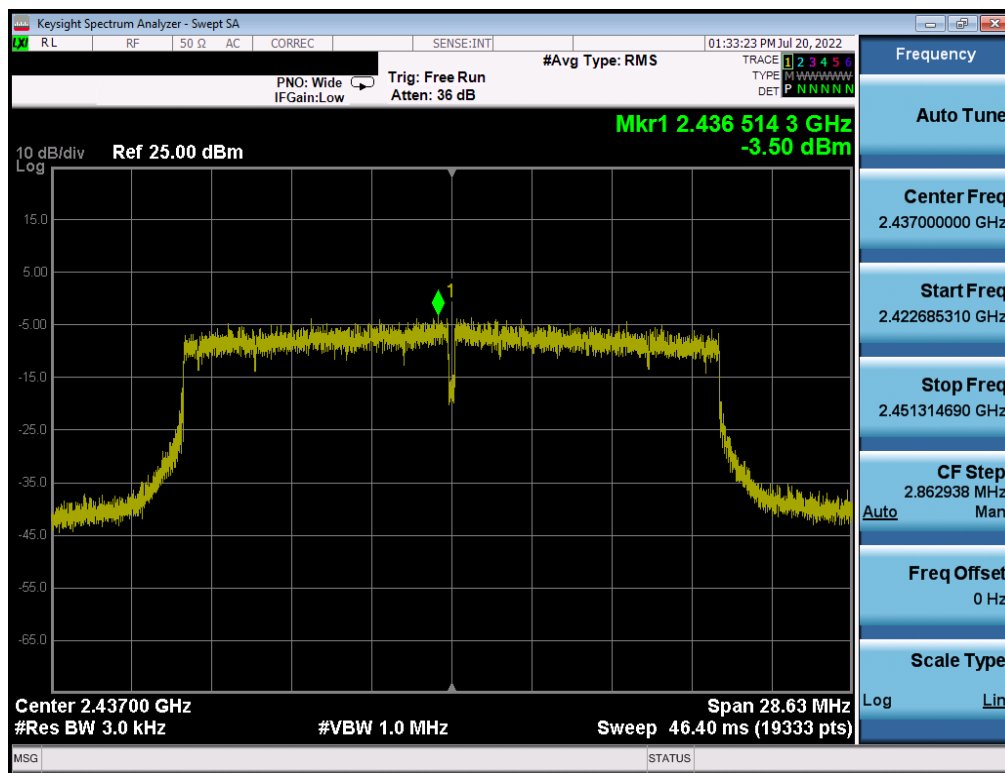 Keysight Spectrum Analyzer - Swept SA
LXI RL RF 50 Ω AC CORREC SENSE:INT 01:33:23 PM Jul 20, 2022
#Avg Type: RMS
TRACE 1 2 3 4 5 6
PNO: Wide Trig: Free Run
TYPE M WWWWW
IFGain:Low Atten: 36 dB
DET P N N N N N
Mkr1 2.436 514 3 GHz
-3.50 dBm
10 dB/div Ref 25.00 dBm
Log
15.0
5.00
1
-5.00
-15.0
-25.0
-35.0
-45.0
-55.0
-65.0
Center 2.43700 GHz Span 28.63 MHz
#Res BW 3.0 kHz #VBW 1.0 MHz Sweep 46.40 ms (19333 pts)
MSG STATUS
Frequency
Auto Tune
Center Freq
2.437000000 GHz
Start Freq
2.422685310 GHz
Stop Freq
2.451314690 GHz
CF Step
2.862938 MHz
Auto Man
Freq Offset
0 Hz
Scale Type
Log Lin